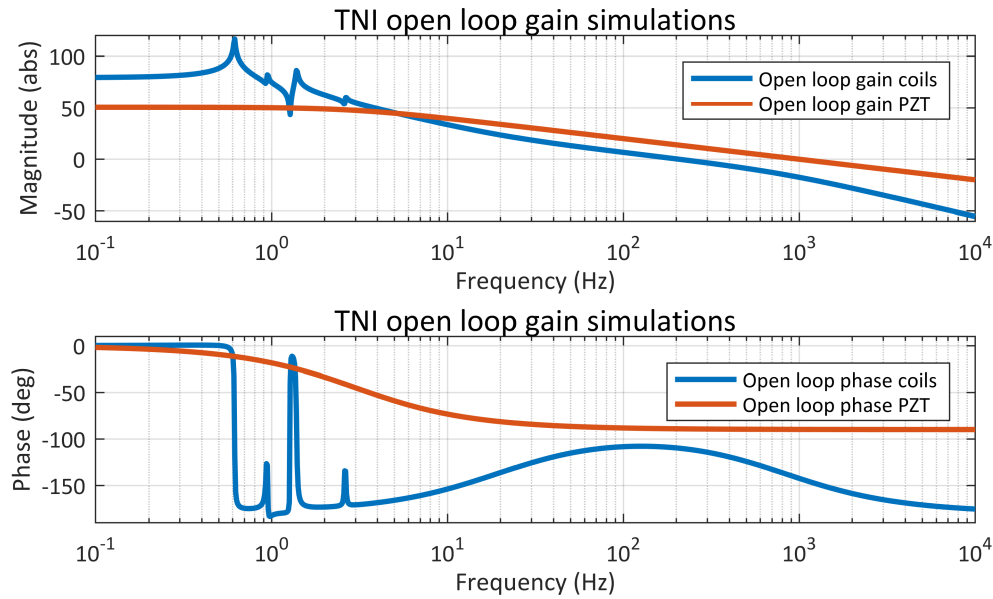 TNI open loop gain simulations
Magnitude (abs)
100
50
0
-50
Open loop gain coils
Open loop gain PZT
10^-1 10^0 10^1 10^2 10^3 10^4
Frequency (Hz)
TNI open loop gain simulations
Phase (deg)
0
-50
-100
-150
Open loop phase coils
Open loop phase PZT
10^-1 10^0 10^1 10^2 10^3 10^4
Frequency (Hz)